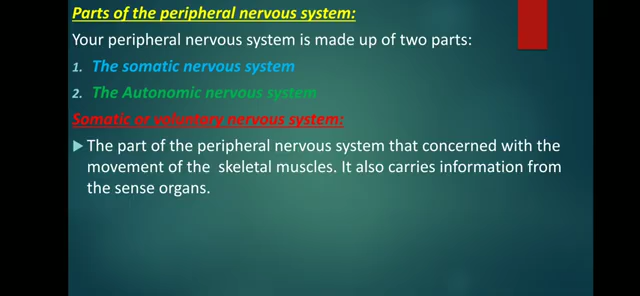 Parts of the peripheral nervous system:
Your peripheral nervous system is made up of two parts:
1. The somatic nervous system
2. The Autonomic nervous system
Somatic or voluntary nervous system:
The part of the peripheral nervous system that concerned with the
movement of the skeletal muscles. It also carries information from
the sense organs.